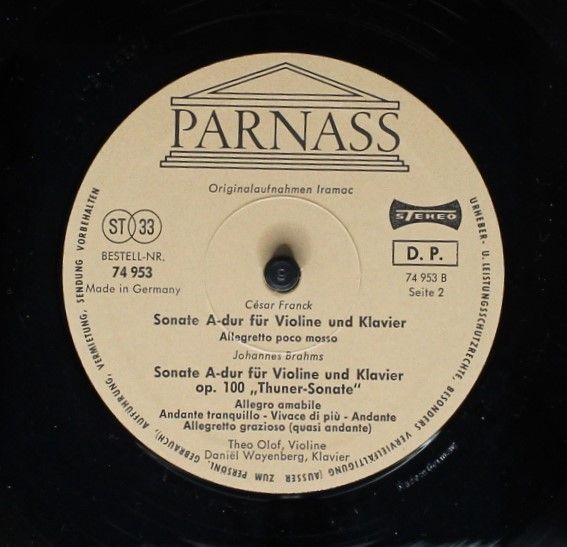 PARNASS
Originalaufnahmen Iramac
ST 33
STEREO
BESTELL-NR.
74 953
Made in Germany
D. P.
74 953 B
Seite 2
César Franck
Sonate A-dur für Violine und Klavier
Allegretto poco mosso
Johannes Brahms
Sonate A-dur für Violine und Klavier
op. 100 „Thuner-Sonate“
Allegro amabile
Andante tranquillo - Vivace di più - Andante
Allegretto grazioso (quasi andante)
Theo Olof, Violine
Daniël Wayenberg, Klavier
URHEBER- U. LEISTUNGSSCHUTZRECHTE, BESONDERS VERVIELFÄLTIGUNG (AUSSER ZUM PERSÖNL. GEBRAUCH), AUFFÜHRUNG, VERMIETUNG, SENDUNG VORBEHALTEN